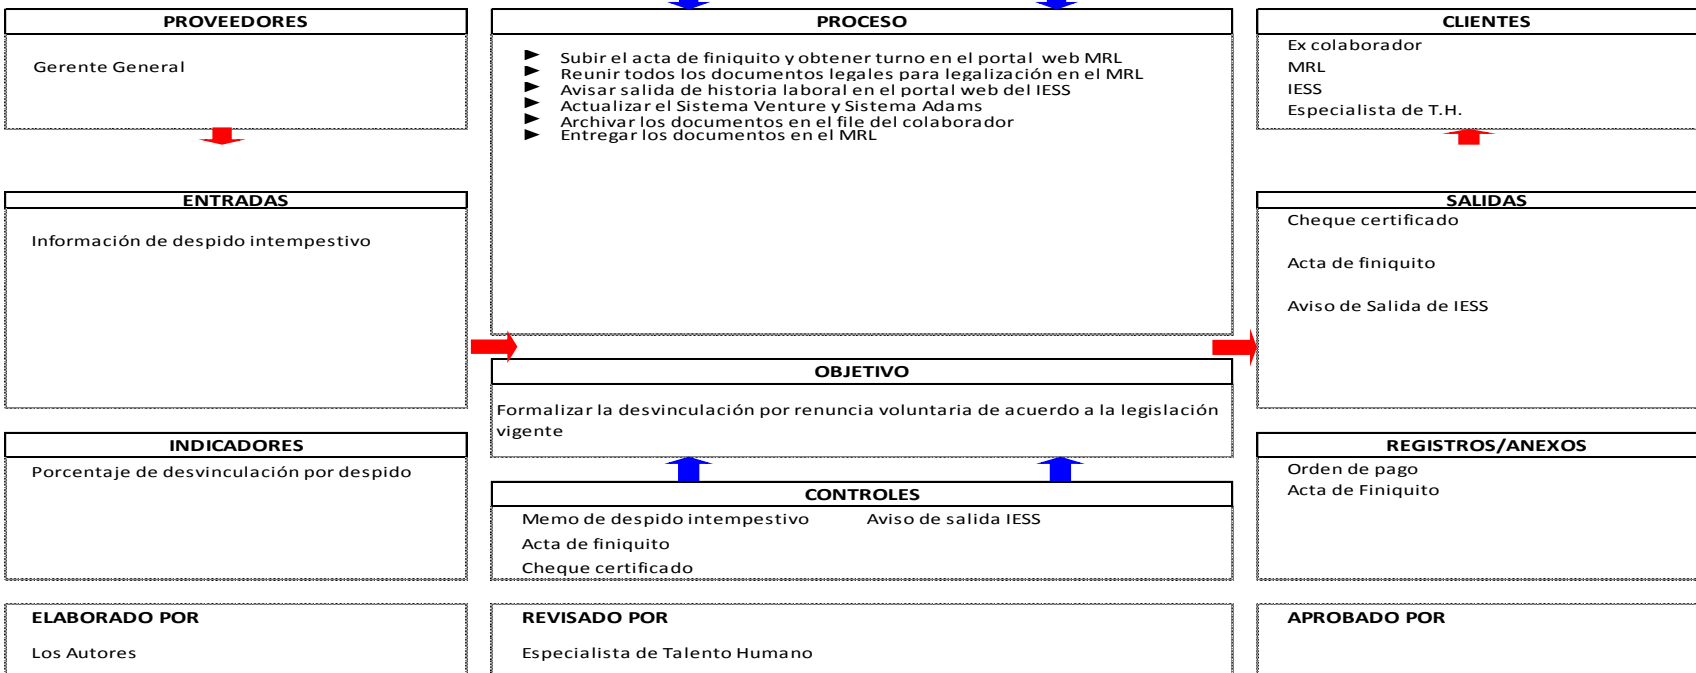 PROVEEDORES
Gerente General
PROCESO
► Subir el acta de finiquito y obtener turno en el portal web MRL
► Reunir todos los documentos legales para legalización en el MRL
► Avisar salida de historia laboral en el portal web del IESS
► Actualizar el Sistema Venture y Sistema Adams
► Archivar los documentos en el file del colaborador
► Entregar los documentos en el MRL
CLIENTES
Ex colaborador
MRL
IESS
Especialista de T.H.
ENTRADAS
Información de despido intempestivo
SALIDAS
Cheque certificado
Acta de finiquito
Aviso de Salida de IESS
OBJETIVO
Formalizar la desvinculación por renuncia voluntaria de acuerdo a la legislación
vigente
INDICADORES
Porcentaje de desvinculación por despido
CONTROLES
Memo de despido intempestivo Aviso de salida IESS
Acta de finiquito
Cheque certificado
REGISTROS/ANEXOS
Orden de pago
Acta de Finiquito
ELABORADO POR
Los Autores
REVISADO POR
Especialista de Talento Humano
APROBADO POR